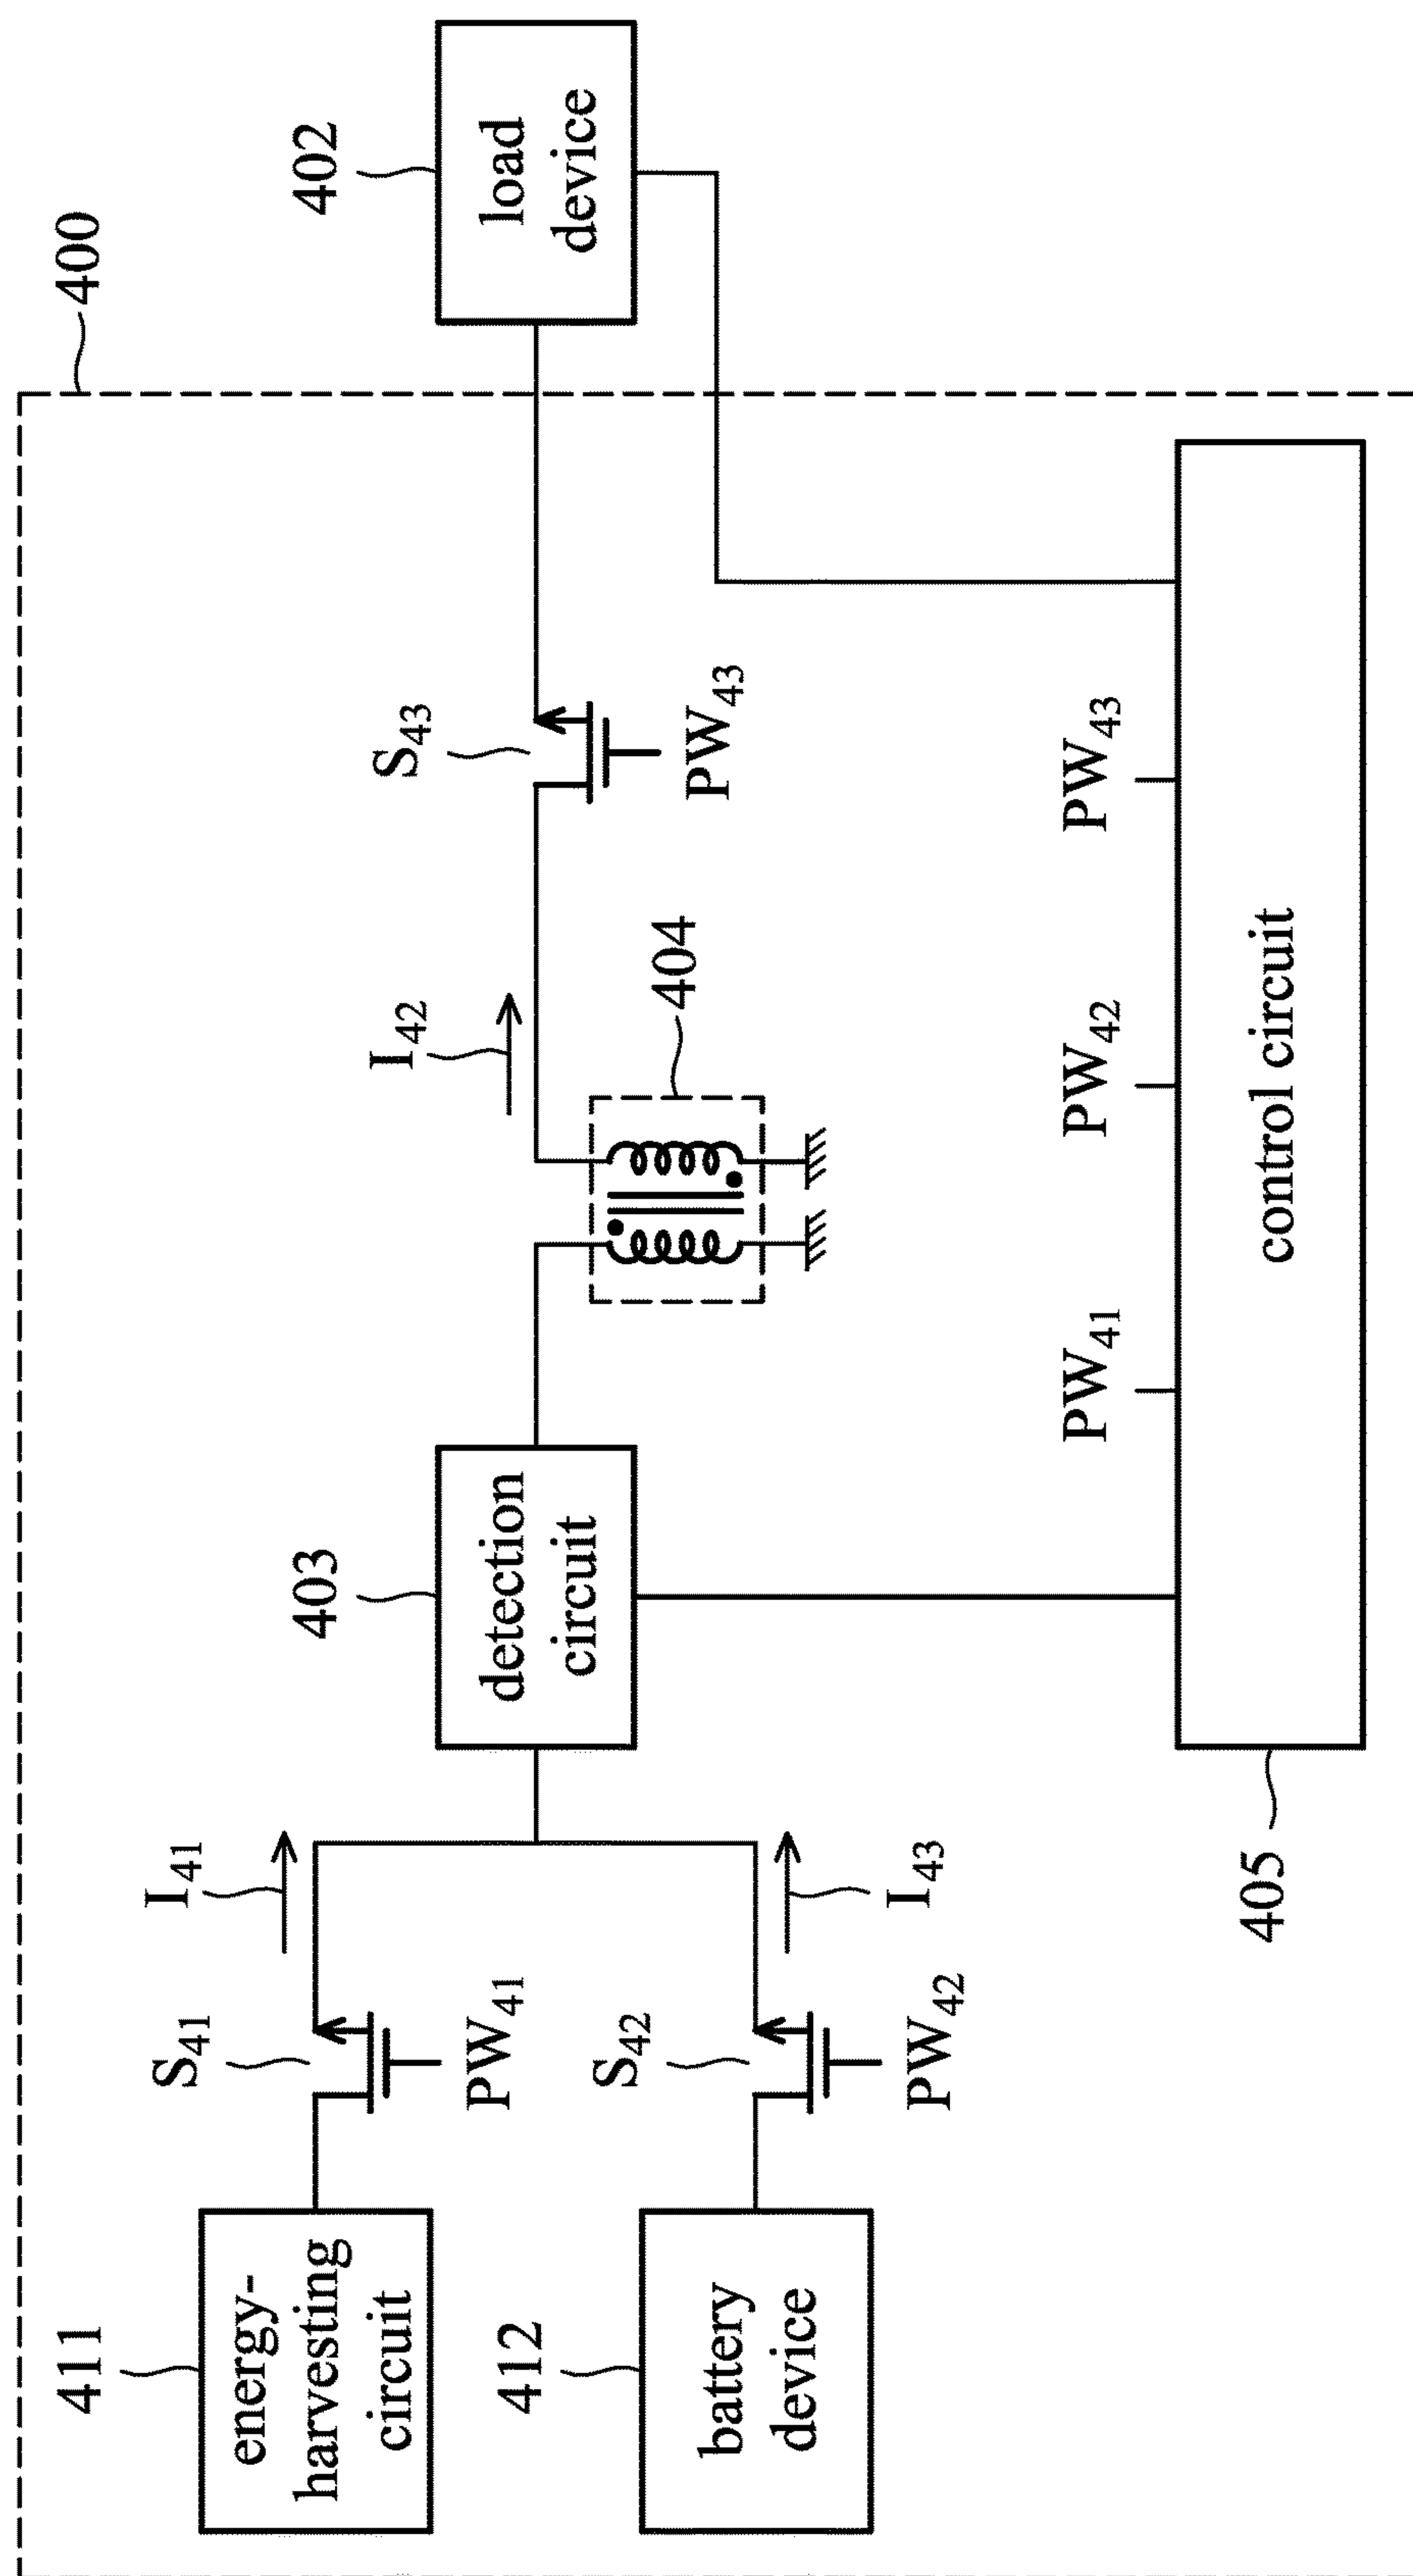 400
411
energy-
harvesting
circuit
S41
PW41
I41
412
battery
device
S42
PW42
I43
403
detection
circuit
404
I42
S43
PW43
402
load
device
PW41
PW42
PW43
control circuit
405